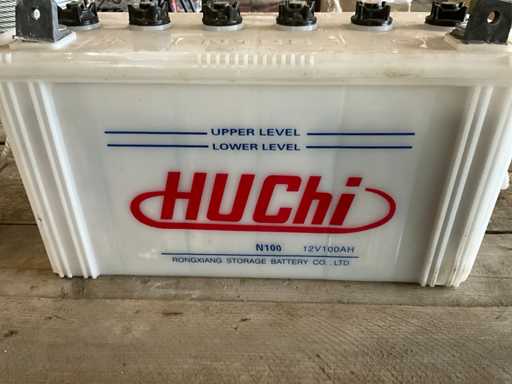 UPPER LEVEL
LOWER LEVEL
HUChi
N100 12V100AH
RONGXIANG STORAGE BATTERY CO.,LTD